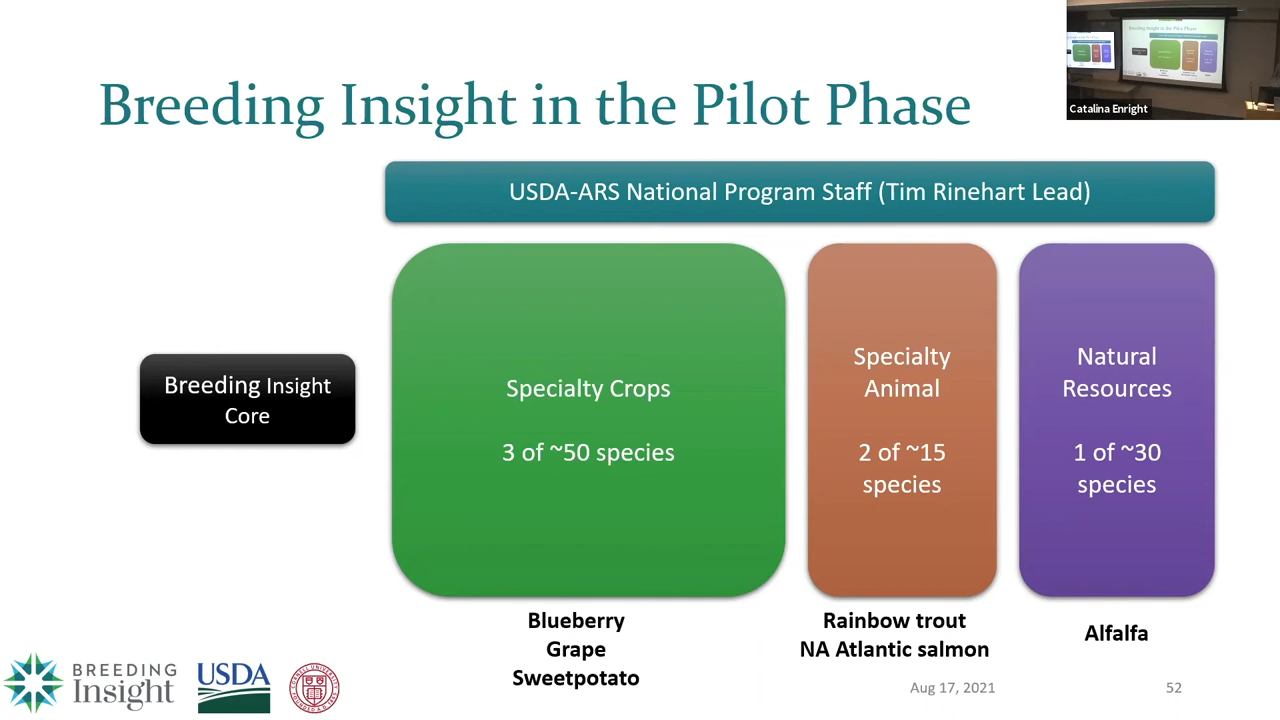 Breeding Insight in the Pilot Phase
Catalina Enright
USDA-ARS National Program Staff (Tim Rinehart Lead)
Breeding Insight
Core
Specialty Crops
3 of ~50 species
Specialty
Animal
2 of ~15
species
Natural
Resources
1 of ~30
species
Blueberry
Grape
Sweetpotato
Rainbow trout
NA Atlantic salmon
Alfalfa
BREEDING
Insight
USDA
Aug 17, 2021
52